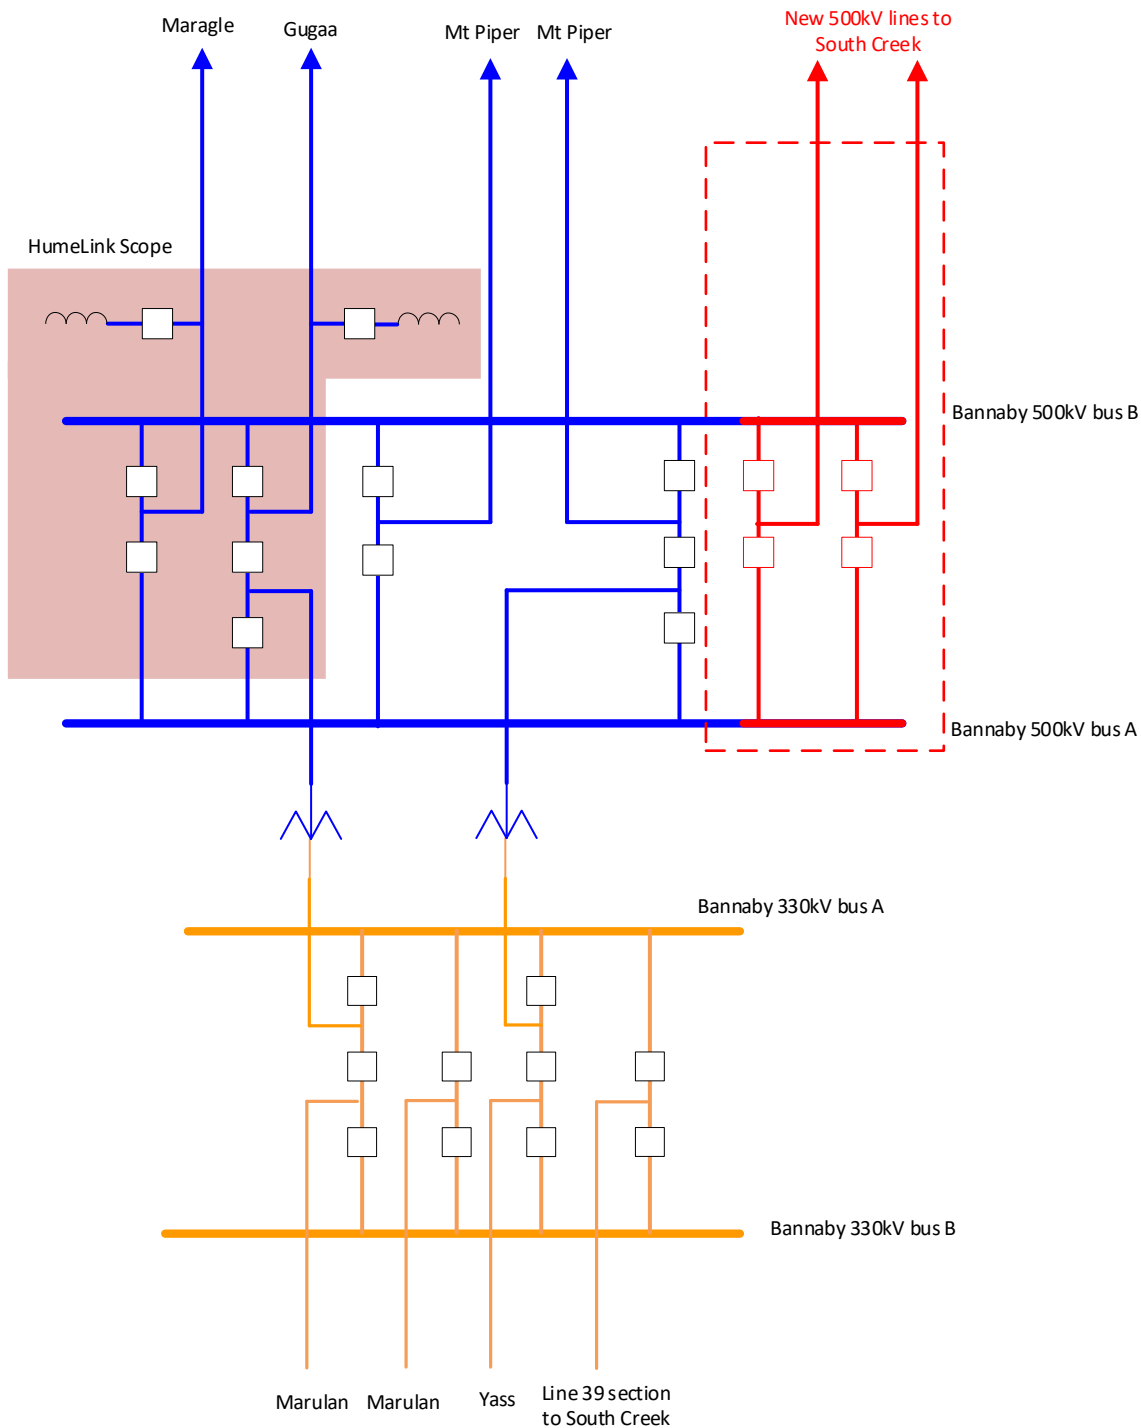 Maragle
Gugaa
Mt Piper
Mt Piper
New 500kV lines to
South Creek
HumeLink Scope
Bannaby 500kV bus B
Bannaby 500kV bus A
Bannaby 330kV bus A
Bannaby 330kV bus B
Marulan
Marulan
Yass
Line 39 section
to South Creek